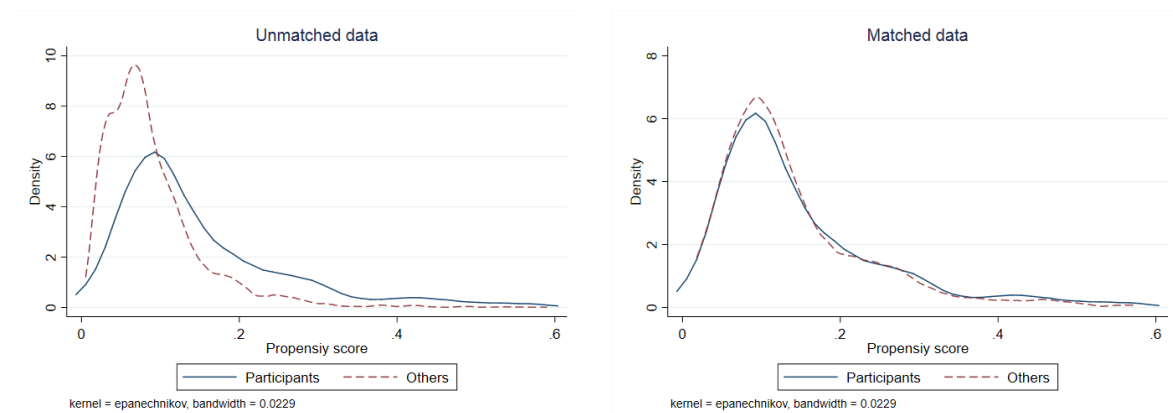 Unmatched data
10
8
6
4
2
0
Density
0
.2
.4
.6
Propensiy score
Participants
Others
kernel = epanechnikov, bandwidth = 0.0229
Matched data
8
6
4
2
0
Density
0
.2
.4
.6
Propensiy score
Participants
Others
kernel = epanechnikov, bandwidth = 0.0229